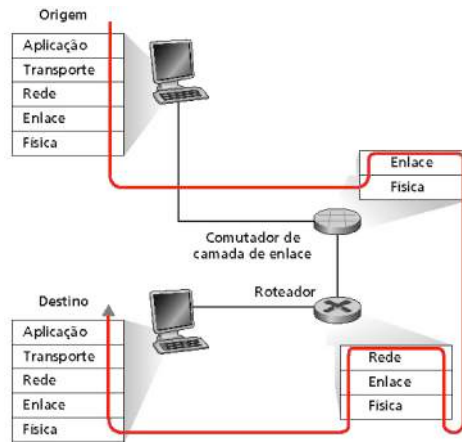 Origem
Aplicação
Transporte
Rede
Enlace
Física
Enlace
Física
Comutador de
camada de enlace
Roteador
Destino
Aplicação
Transporte
Rede
Enlace
Física
Rede
Enlace
Física